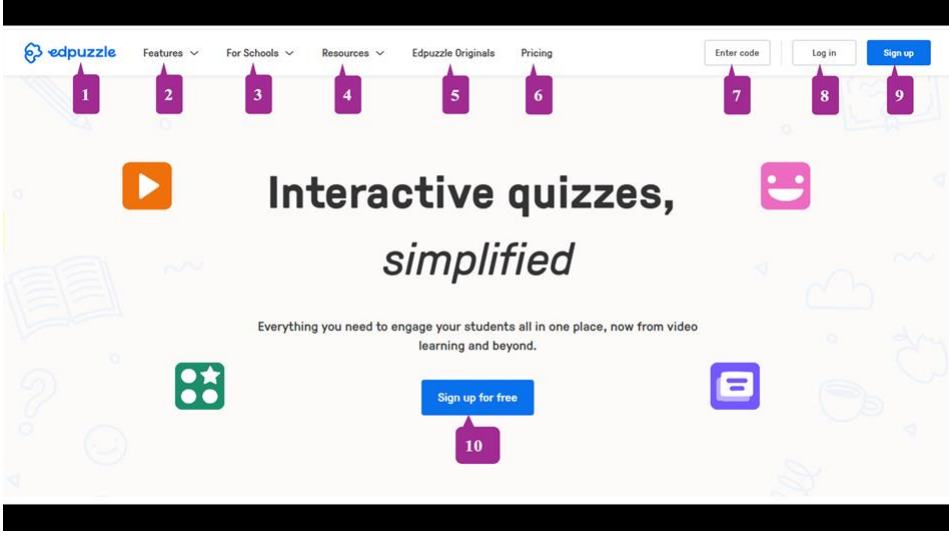 edpuzzle Features For Schools Resources Edpuzzle Originals Pricing Enter code Log in Sign up
1 2 3 4 5 6 7 8 9
Interactive quizzes,
simplified
Everything you need to engage your students all in one place, now from video
learning and beyond.
Sign up for free
10